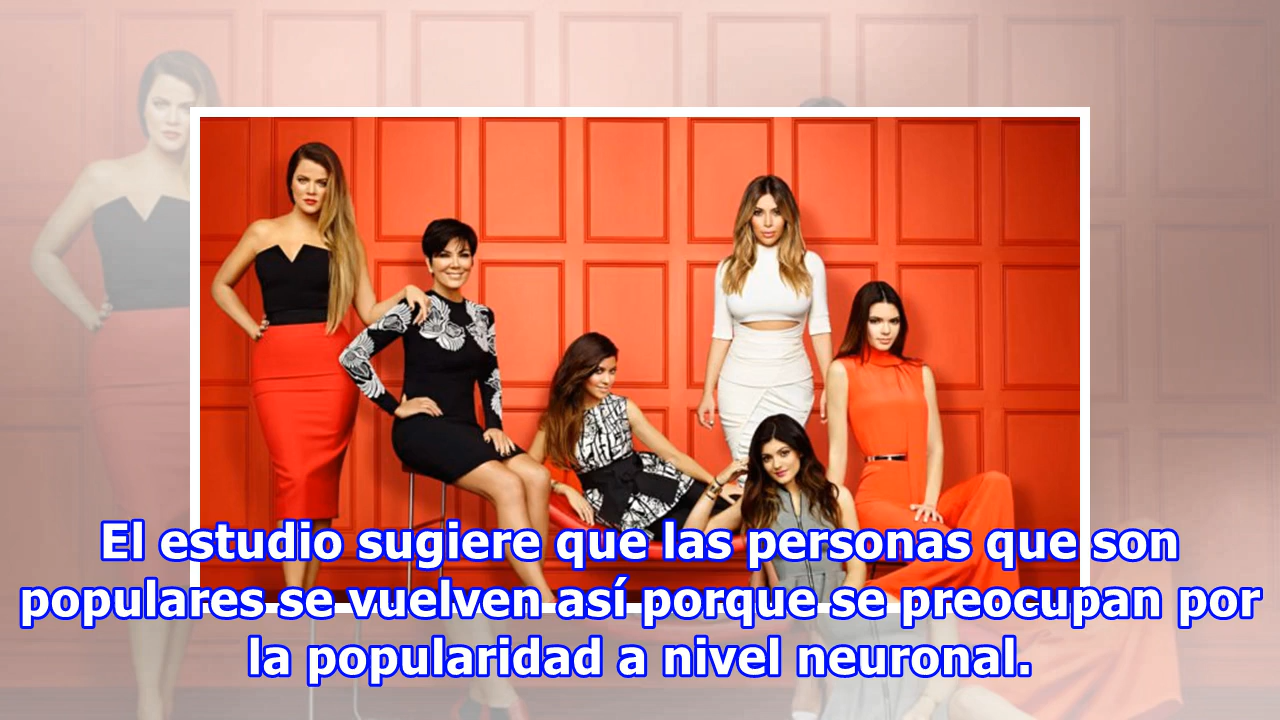 El estudio sugiere que las personas que son
populares se vuelven así porque se preocupan por
la popularidad a nivel neuronal.